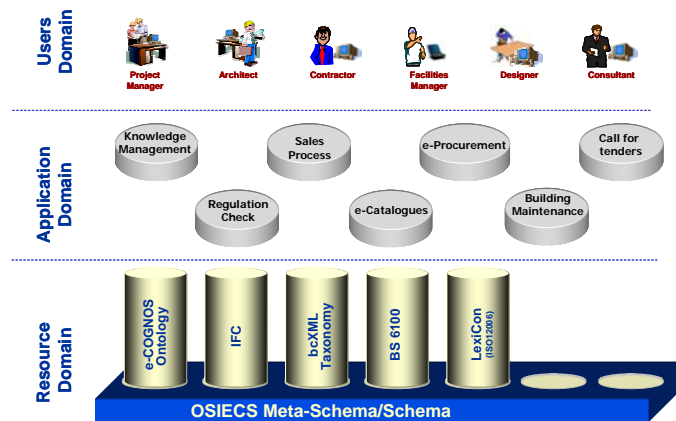 Users
Domain
Project
Manager
Architect
Contractor
Facilities
Manager
Designer
Consultant
Application
Domain
Knowledge
Management
Sales
Process
e-Procurement
Call for
tenders
Regulation
Check
e-Catalogues
Building
Maintenance
Resource
Domain
e-COGNOS
Ontology
IFC
bcXML
Taxonomy
BS 6100
LexiCon
(ISO12006)
OSIECS Meta-Schema/Schema